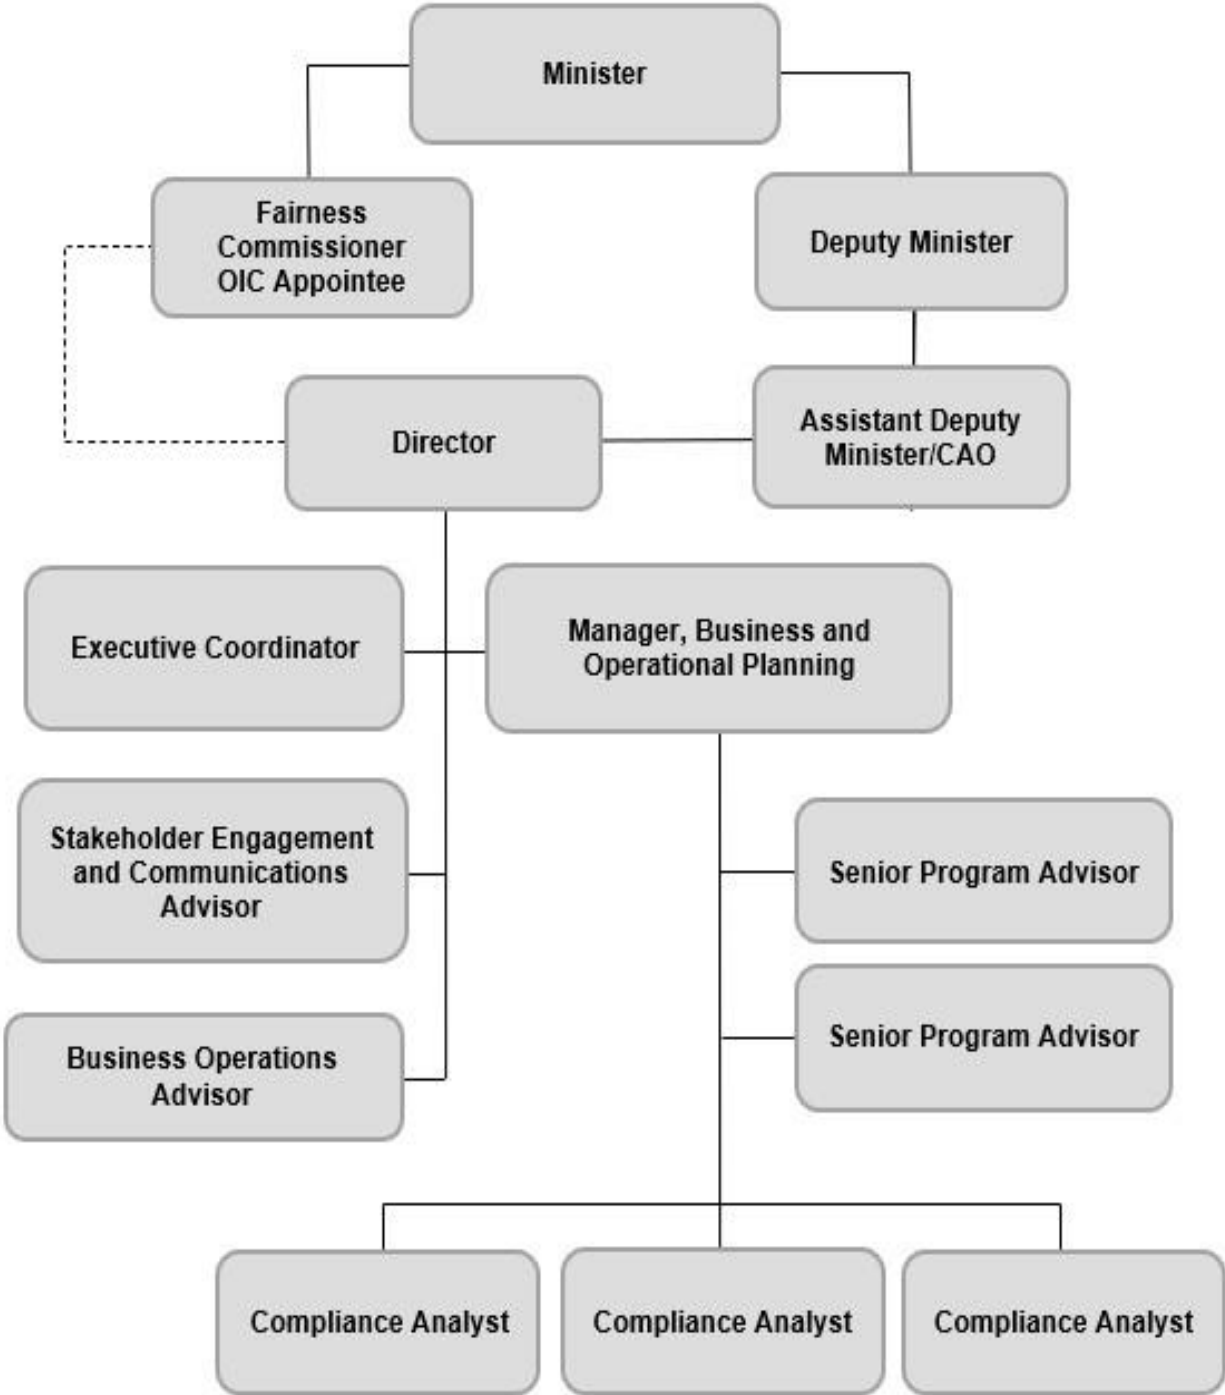 Minister
Fairness
Commissioner
OIC Appointee
Deputy Minister
Director
Assistant Deputy
Minister/CAO
Executive Coordinator
Manager, Business and
Operational Planning
Stakeholder Engagement
and Communications
Advisor
Senior Program Advisor
Senior Program Advisor
Business Operations
Advisor
Compliance Analyst
Compliance Analyst
Compliance Analyst